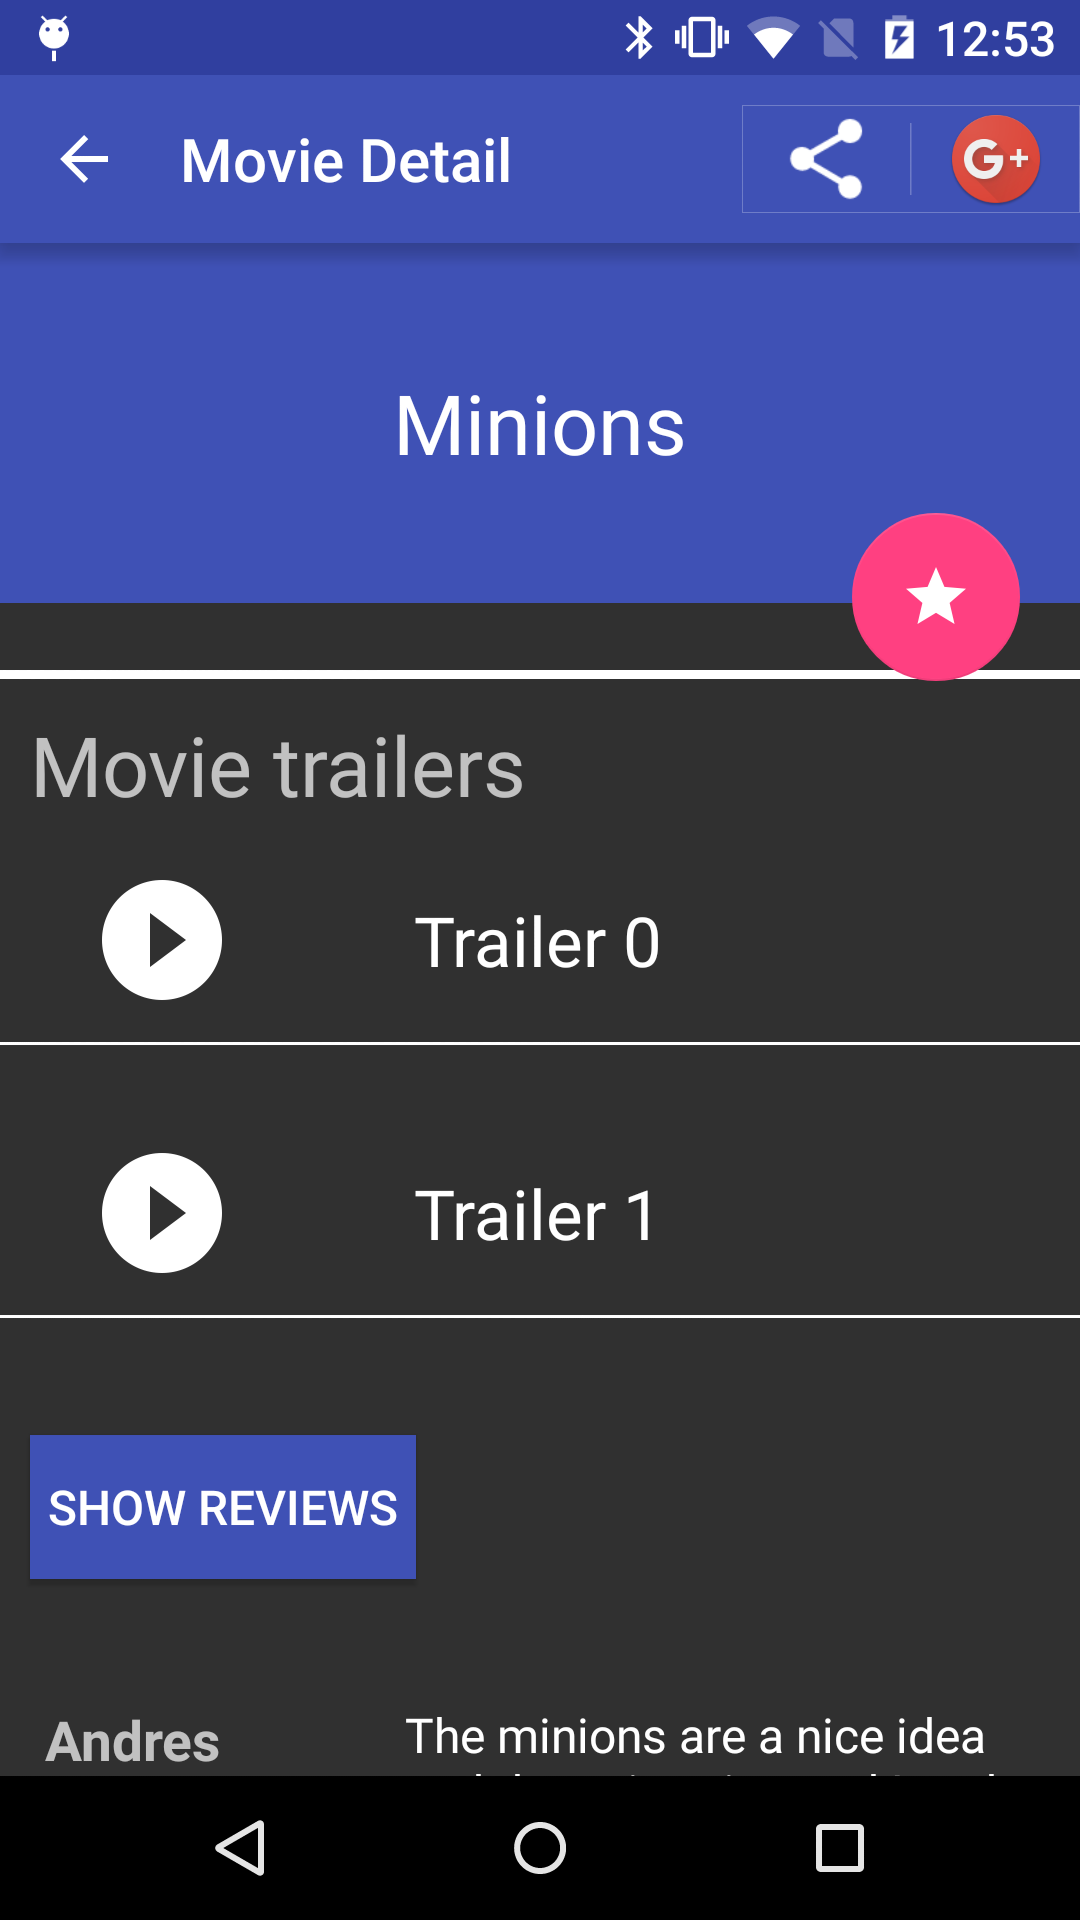 12:53
Movie Detail
G+
Minions
Movie trailers
Trailer 0
Trailer 1
SHOW REVIEWS
Andres
The minions are a nice idea